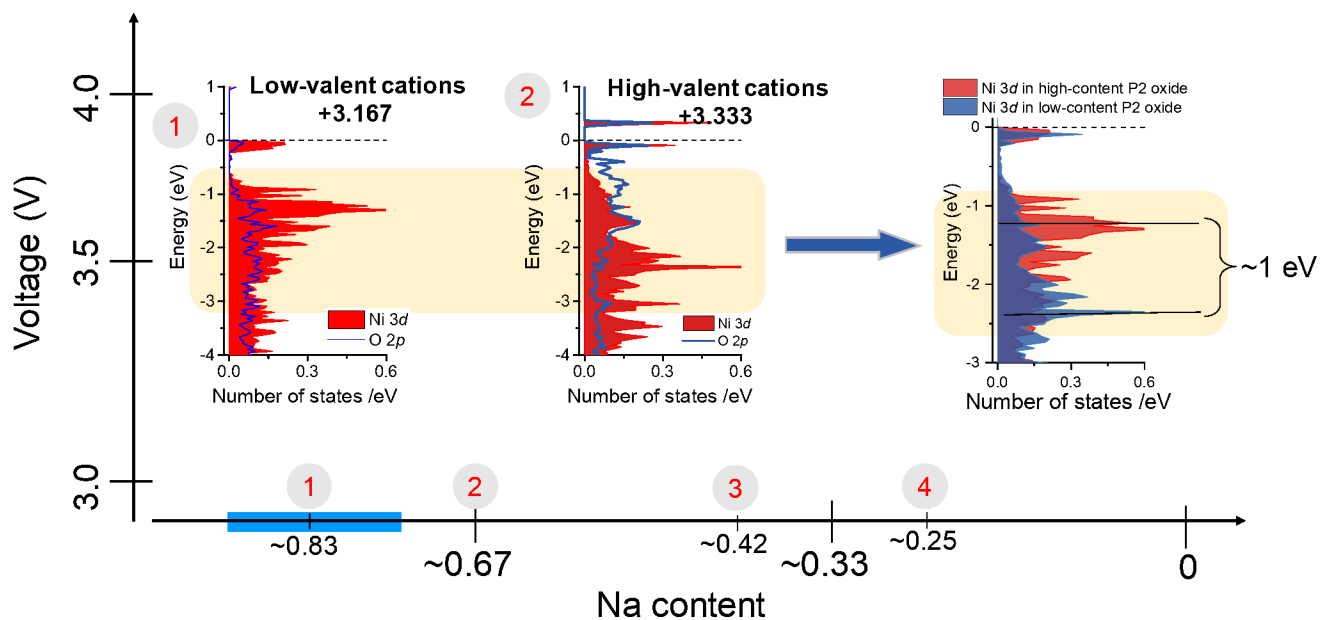 Voltage (V)
4.0
3.5
3.0
1
Low-valent cations
+3.167
Energy (eV)
1
0
-1
-2
-3
-4
Ni 3d
O 2p
0.0
0.3
0.6
Number of states /eV
2
High-valent cations
+3.333
Energy (eV)
1
0
-1
-2
-3
-4
Ni 3d
O 2p
0.0
0.3
0.6
Number of states /eV
Ni 3d in high-content P2 oxide
Ni 3d in low-content P2 oxide
Energy (eV)
0
-1
-2
-3
~1 eV
0.0
0.3
0.6
Number of states /eV
1
2
3
4
~0.83
~0.67
~0.42
~0.33
~0.25
0
Na content